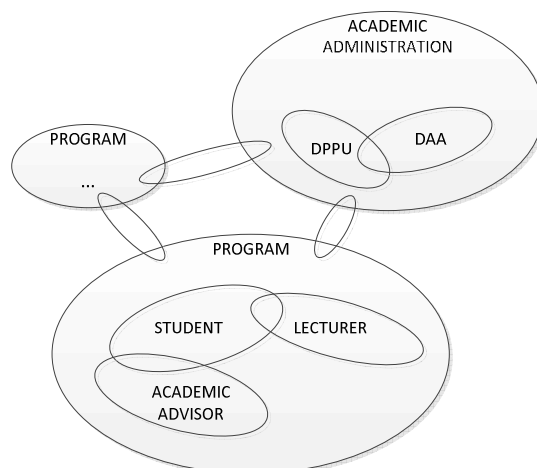 ACADEMIC
ADMINISTRATION
PROGRAM
...
DPPU
DAA
PROGRAM
STUDENT
LECTURER
ACADEMIC
ADVISOR